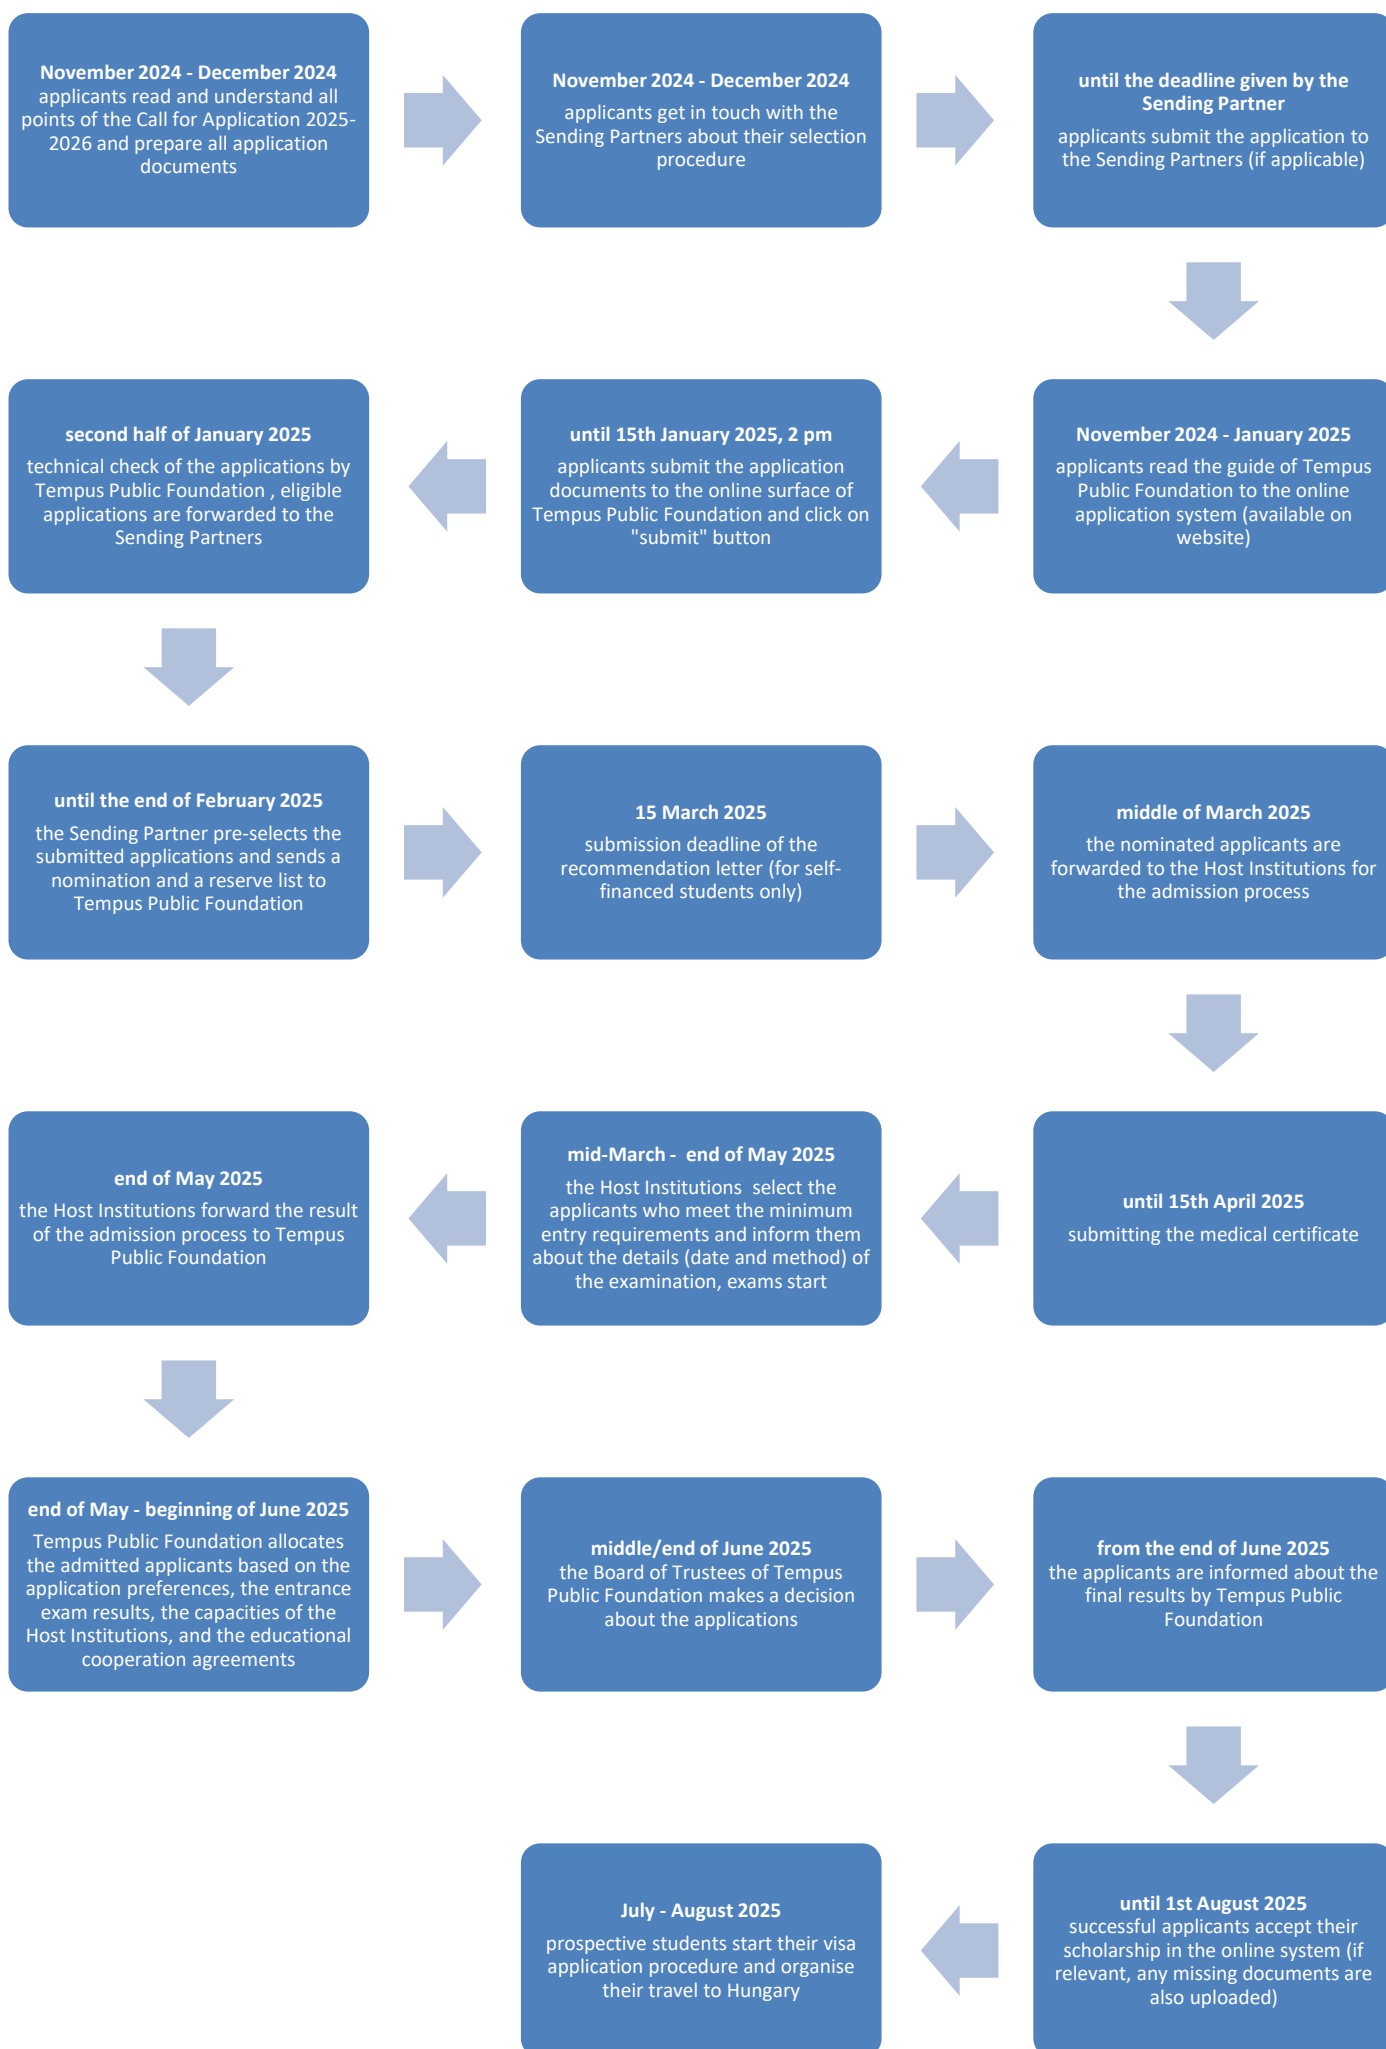 November 2024 - December 2024
applicants read and understand all
points of the Call for Application 2025-
2026 and prepare all application
documents
November 2024 - December 2024
applicants get in touch with the
Sending Partners about their selection
procedure
until the deadline given by the
Sending Partner
applicants submit the application to
the Sending Partners (if applicable)
November 2024 - January 2025
applicants read the guide of Tempus
Public Foundation to the online
application system (available on
website)
until 15th January 2025, 2 pm
applicants submit the application
documents to the online surface of
Tempus Public Foundation and click on
"submit" button
second half of January 2025
technical check of the applications by
Tempus Public Foundation , eligible
applications are forwarded to the
Sending Partners
until the end of February 2025
the Sending Partner pre-selects the
submitted applications and sends a
nomination and a reserve list to
Tempus Public Foundation
15 March 2025
submission deadline of the
recommendation letter (for self-
financed students only)
middle of March 2025
the nominated applicants are
forwarded to the Host Institutions for
the admission process
until 15th April 2025
submitting the medical certificate
mid-March - end of May 2025
the Host Institutions select the
applicants who meet the minimum
entry requirements and inform them
about the details (date and method) of
the examination, exams start
end of May 2025
the Host Institutions forward the result
of the admission process to Tempus
Public Foundation
end of May - beginning of June 2025
Tempus Public Foundation allocates
the admitted applicants based on the
application preferences, the entrance
exam results, the capacities of the
Host Institutions, and the educational
cooperation agreements
middle/end of June 2025
the Board of Trustees of Tempus
Public Foundation makes a decision
about the applications
from the end of June 2025
the applicants are informed about the
final results by Tempus Public
Foundation
until 1st August 2025
successful applicants accept their
scholarship in the online system (if
relevant, any missing documents are
also uploaded)
July - August 2025
prospective students start their visa
application procedure and organise
their travel to Hungary